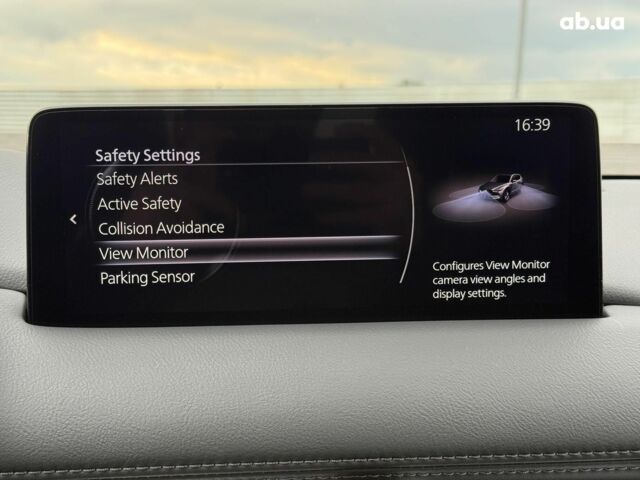 ab.ua
16:39
Safety Settings
Safety Alerts
Active Safety
Collision Avoidance
View Monitor
Parking Sensor
Configures View Monitor
camera view angles and
display settings.